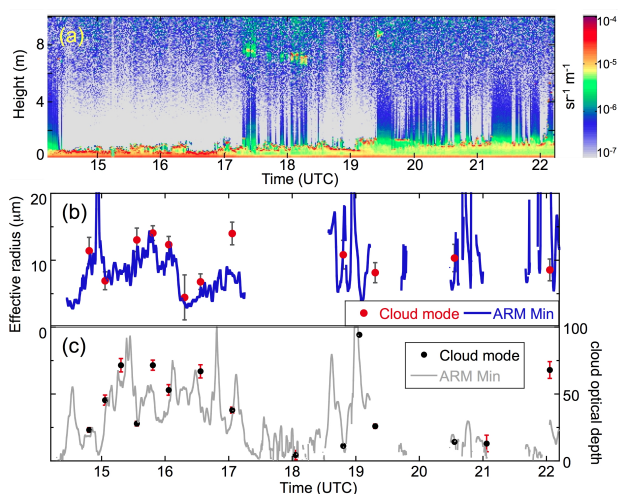 (a)
Height (m)
8
4
0
15 16 17 18 19 20 21 22
Time (UTC)
10⁻⁴
10⁻⁵
10⁻⁶
10⁻⁷
sr⁻¹ m⁻¹
(b)
Effective radius (μm)
20
10
0
Cloud mode
ARM Min
(c)
Cloud mode
ARM Min
100
50
0
cloud optical depth
15 16 17 18 19 20 21 22
Time (UTC)